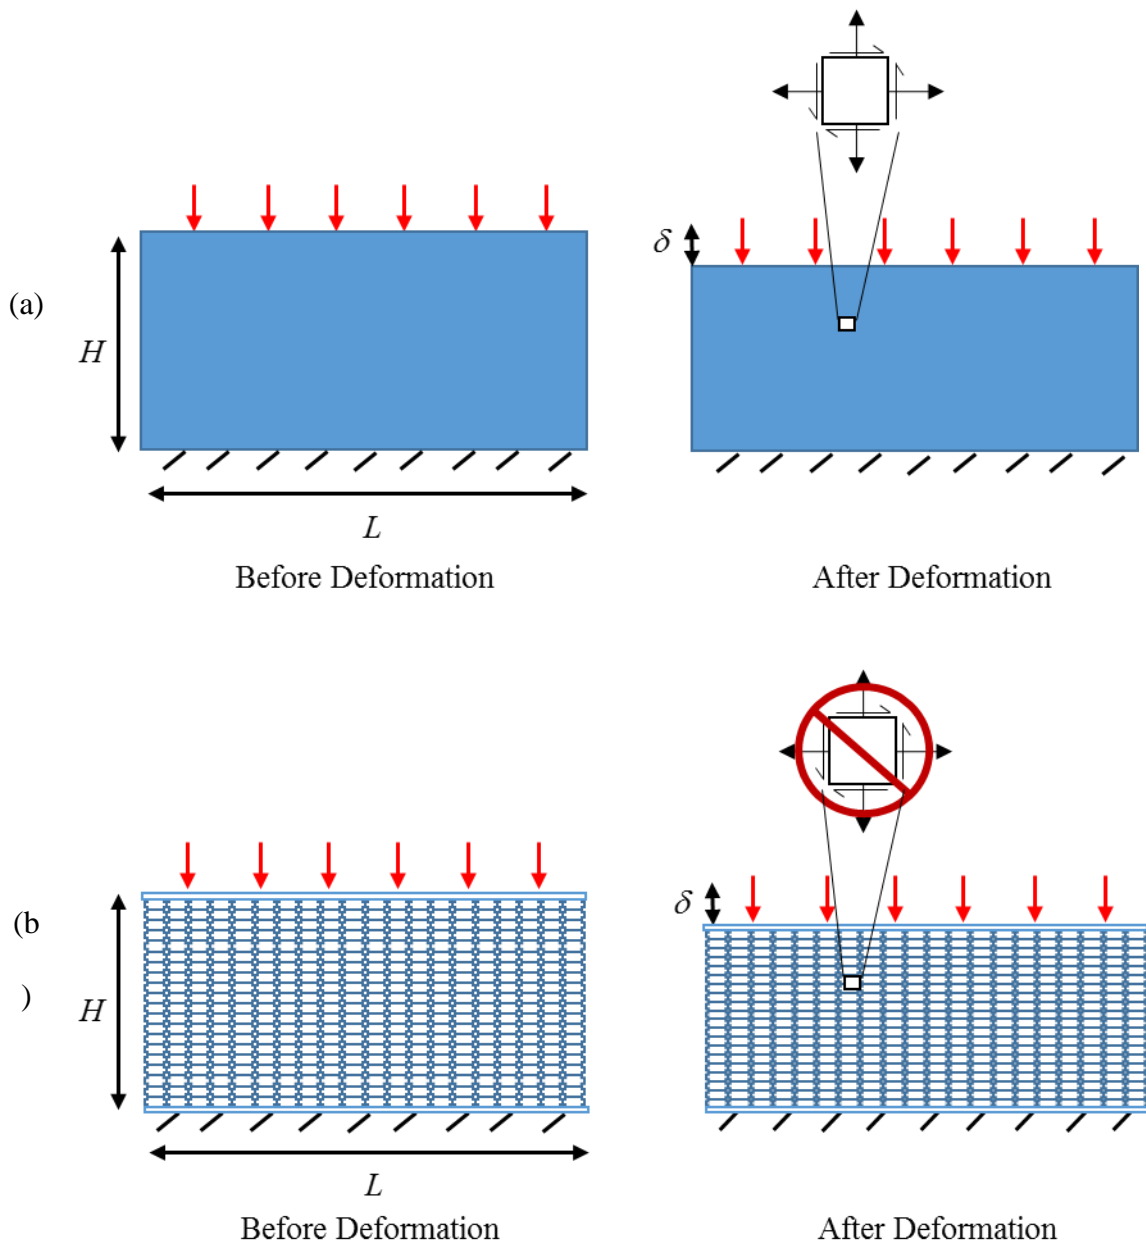 δ
(a)
H
L
Before Deformation
After Deformation
δ
(b
)
H
L
Before Deformation
After Deformation